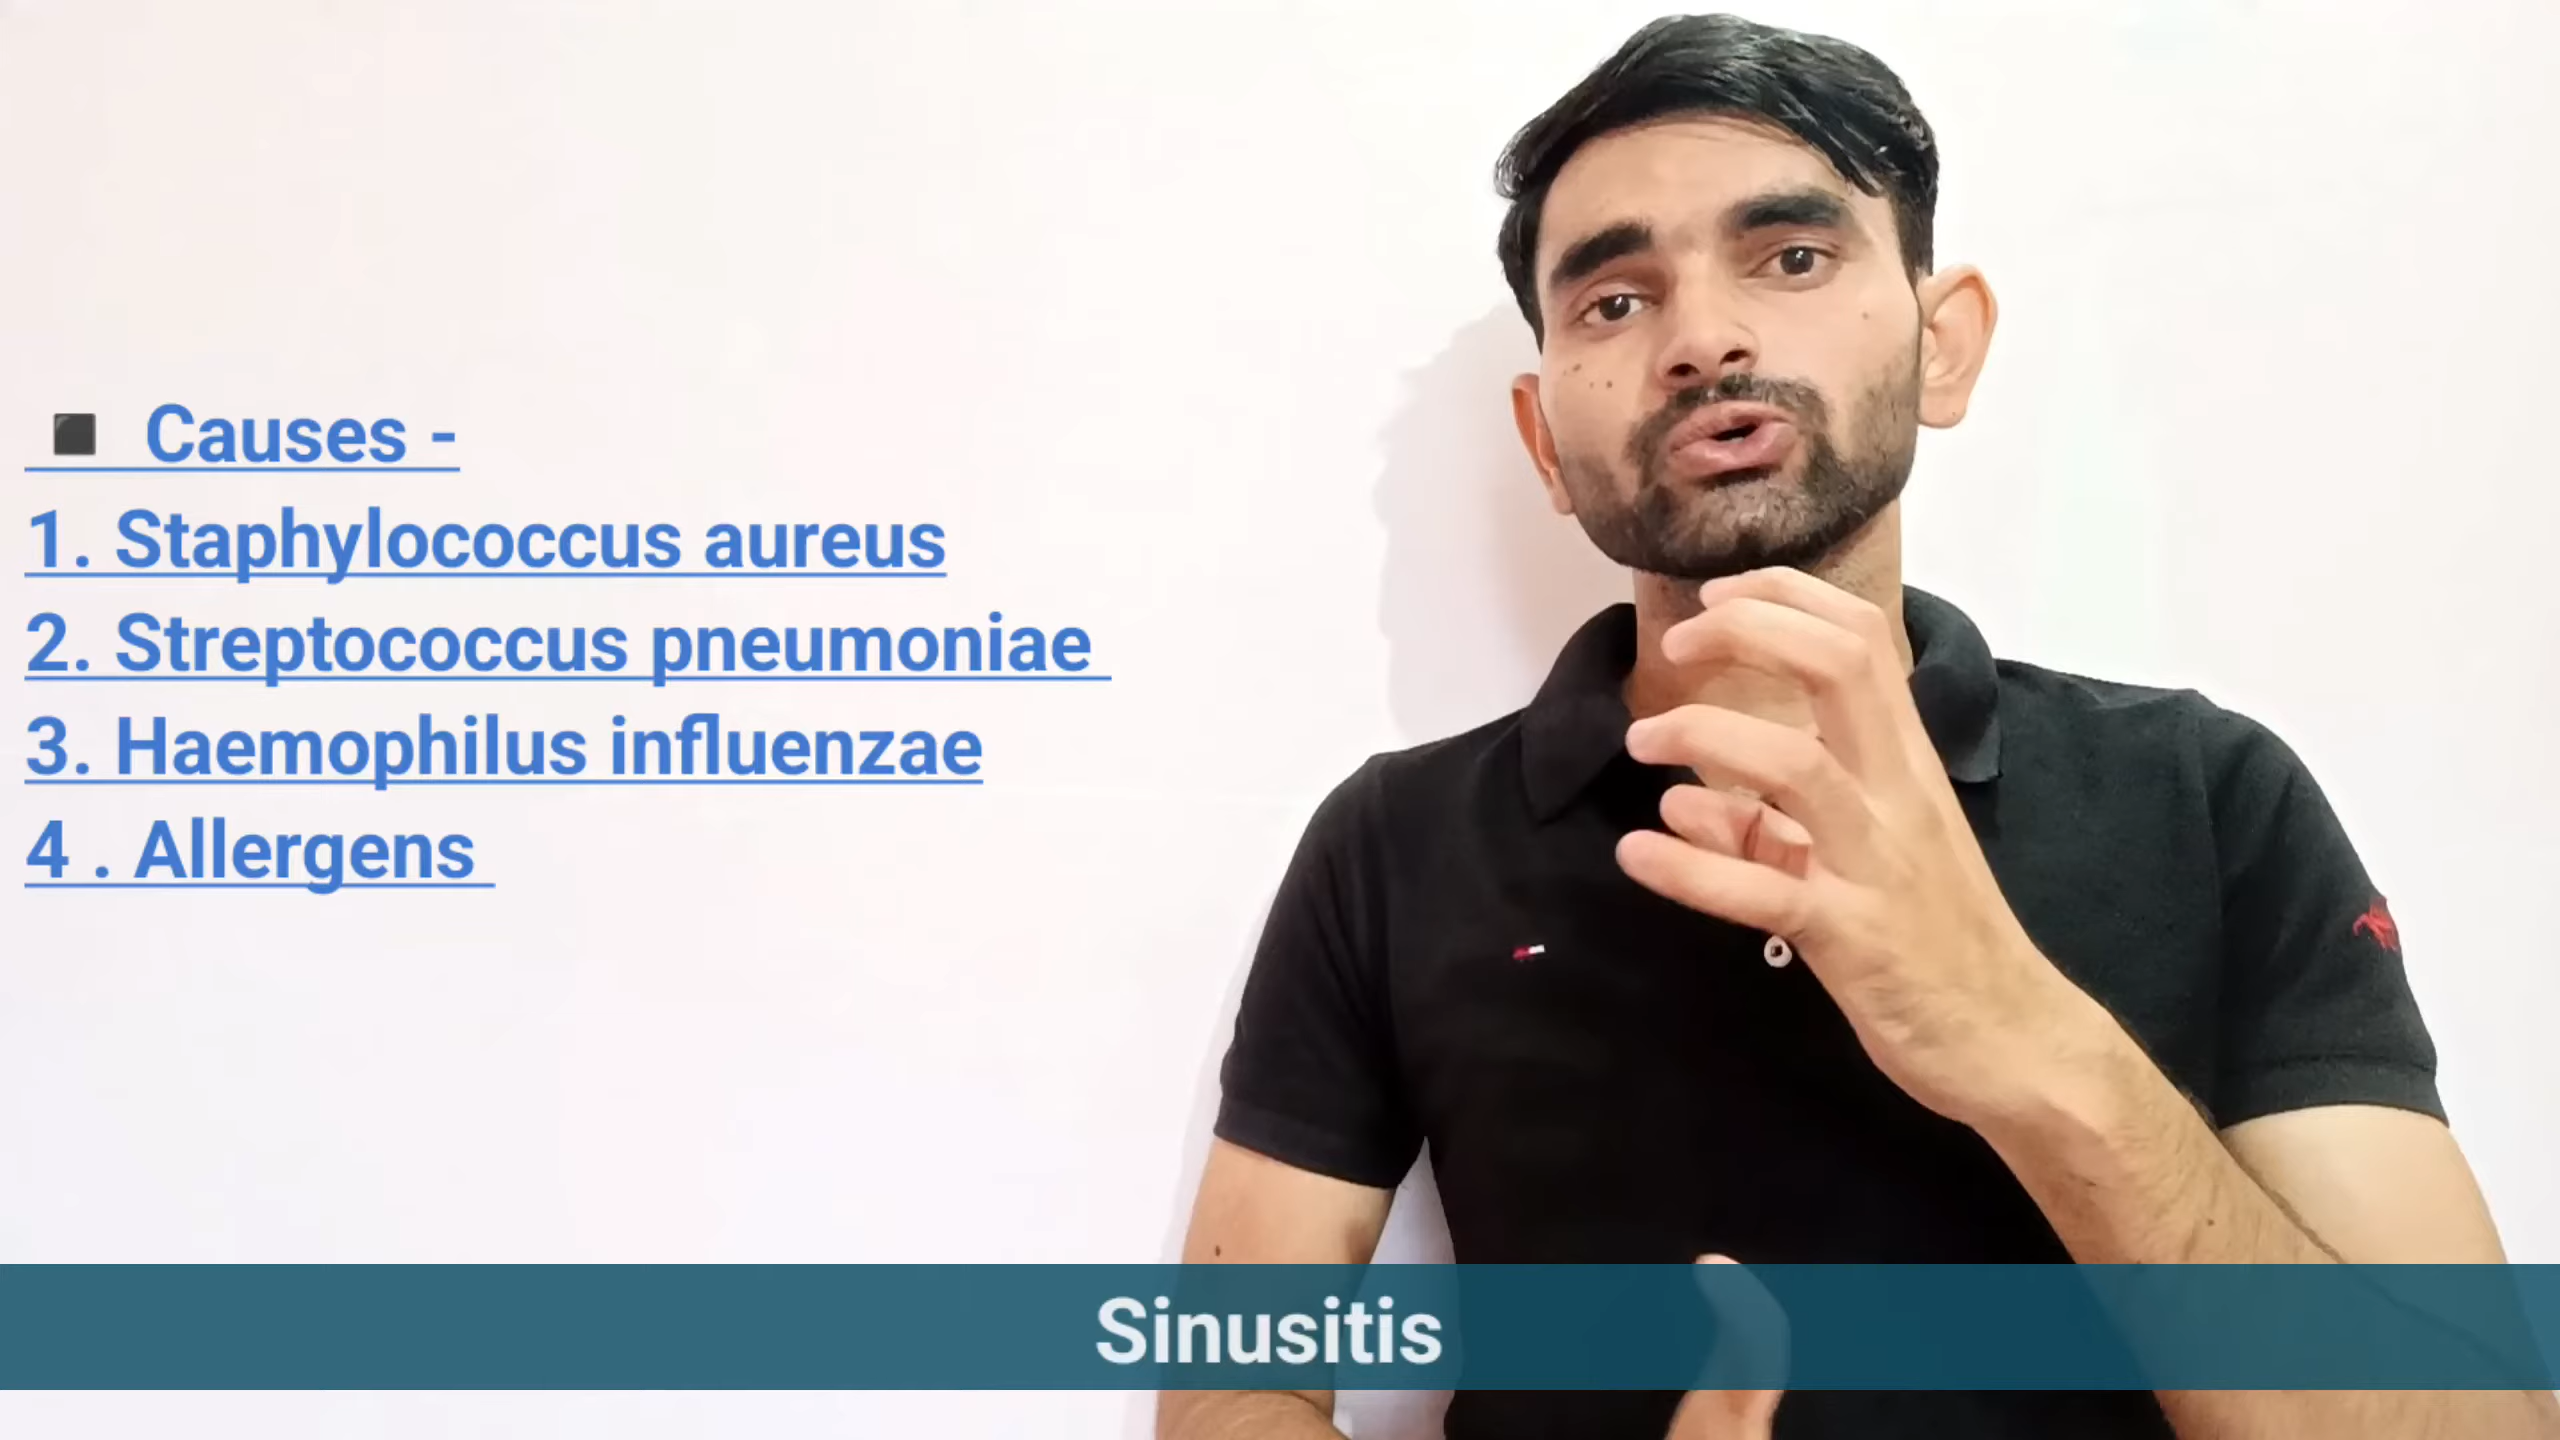 ▪ Causes -
1. Staphylococcus aureus
2. Streptococcus pneumoniae
3. Haemophilus influenzae
4 . Allergens
Sinusitis